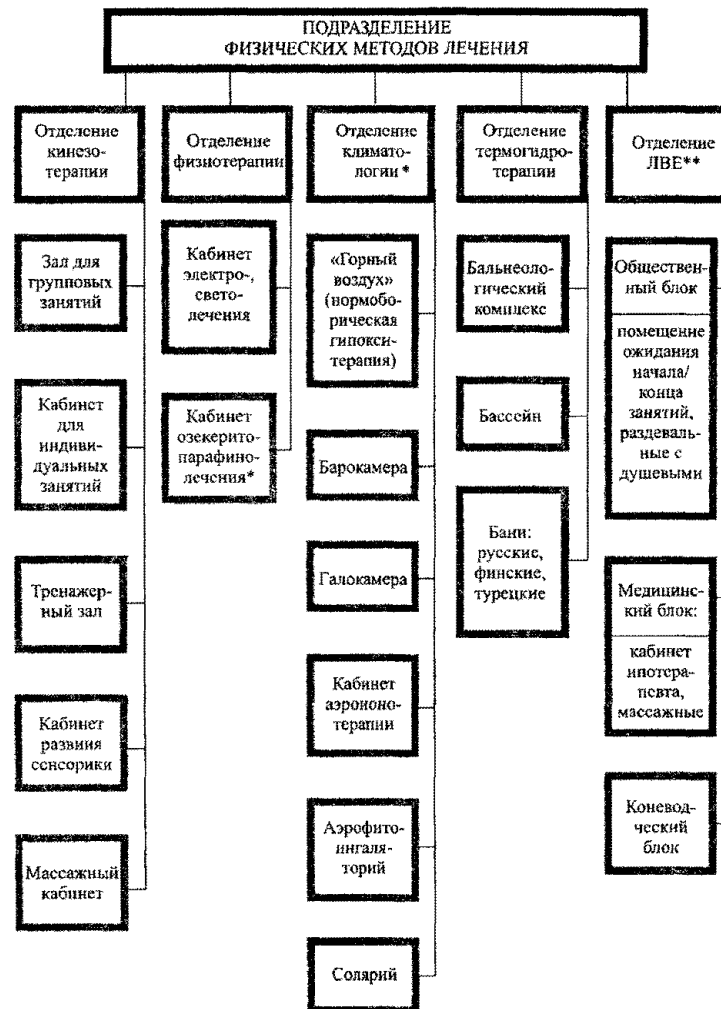 ПОДРАЗДЕЛЕНИЕ
ФИЗИЧЕСКИХ МЕТОДОВ ЛЕЧЕНИЯ
Отделение
кинезо-
терапии
Зал для
групповых
занятий
Кабинет
для
индиви-
дуальных
занятий
Тренажер-
ный зал
Кабинет
развиия
сенсорики
Массажный
кабинет
Отделение
физиотерапии
Кабинет
электро-,
свето-
лечения
Кабинет
озекерито-
парафино-
лечения*
Отделение
климато-
логии*
«Горный
воздух»
(нормобо-
рическая
гипокси-
терапия)
Барокамера
Галокамера
Кабинет
аэроионо-
терапии
Аэрофито-
ингаля-
торий
Солярий
Отделение
термогидро-
терапии
Бальнеоло-
гический
комплекс
Бассейн
Бани:
русские,
финские,
турецкие
Отделение
ЛВЕ**
Обществен-
ный блок
помещение
ожидания
начала/
конца
занятий,
раздеваль-
ные с
душевыми
Медицинс-
кий блок:
кабинет
ипотера-
певта,
массажные
Коневод-
ческий
блок